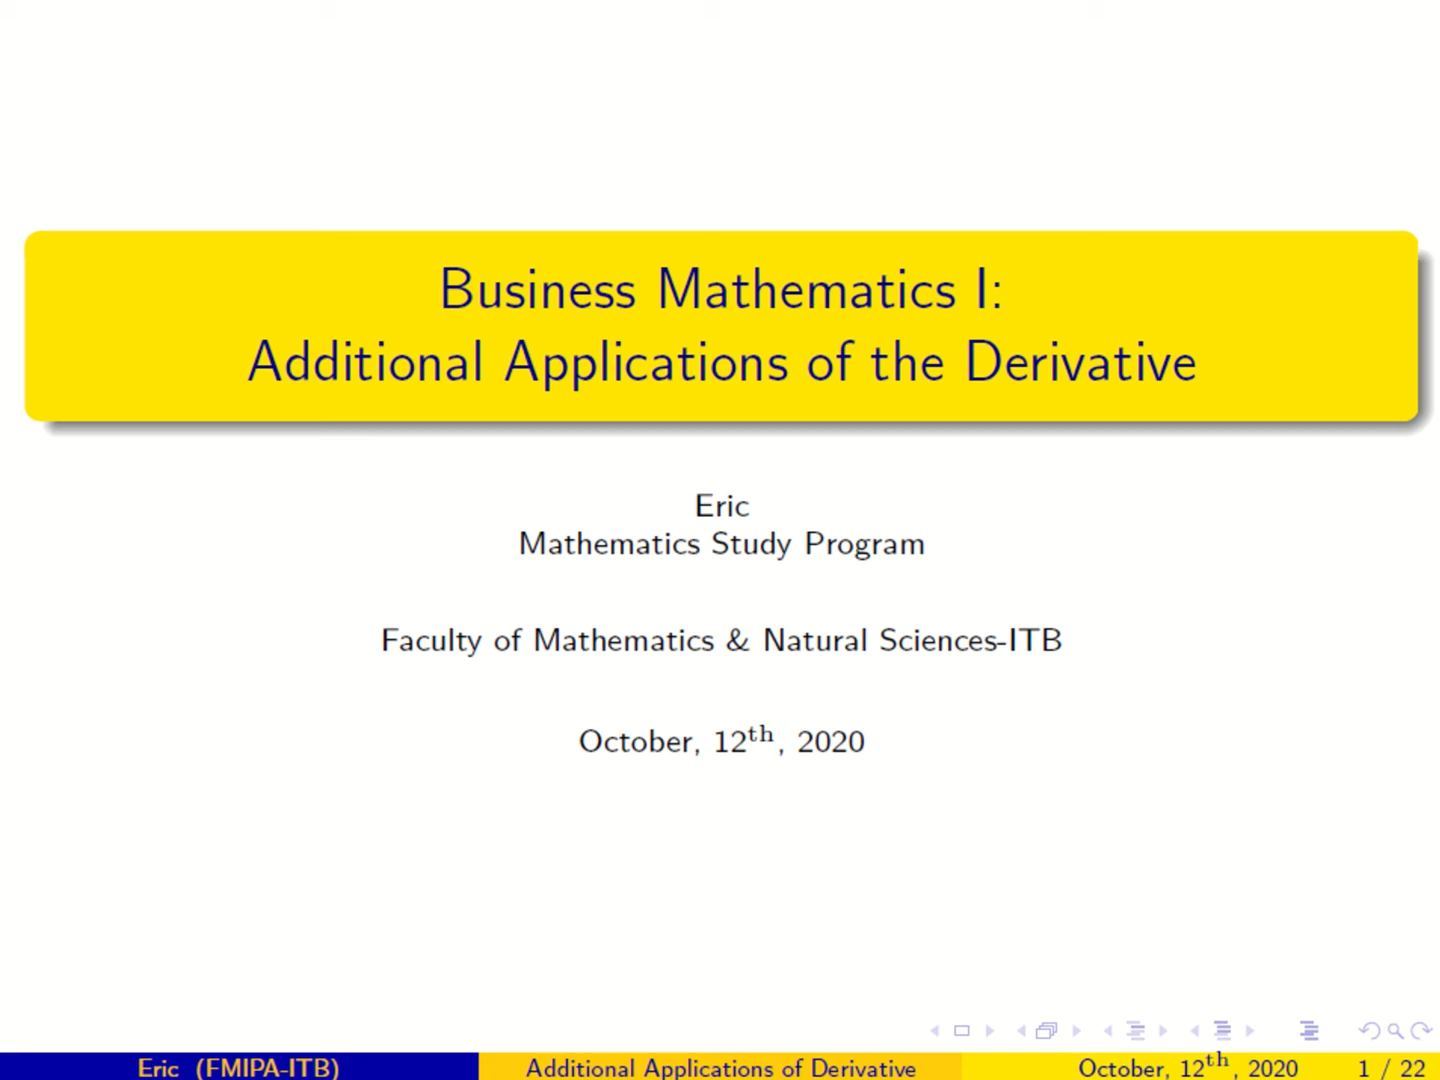 Business Mathematics I:
Additional Applications of the Derivative
Eric
Mathematics Study Program
Faculty of Mathematics & Natural Sciences-ITB
October, 12th, 2020
Eric (FMIPA-ITB) Additional Applications of Derivative October, 12th, 2020 1 / 22